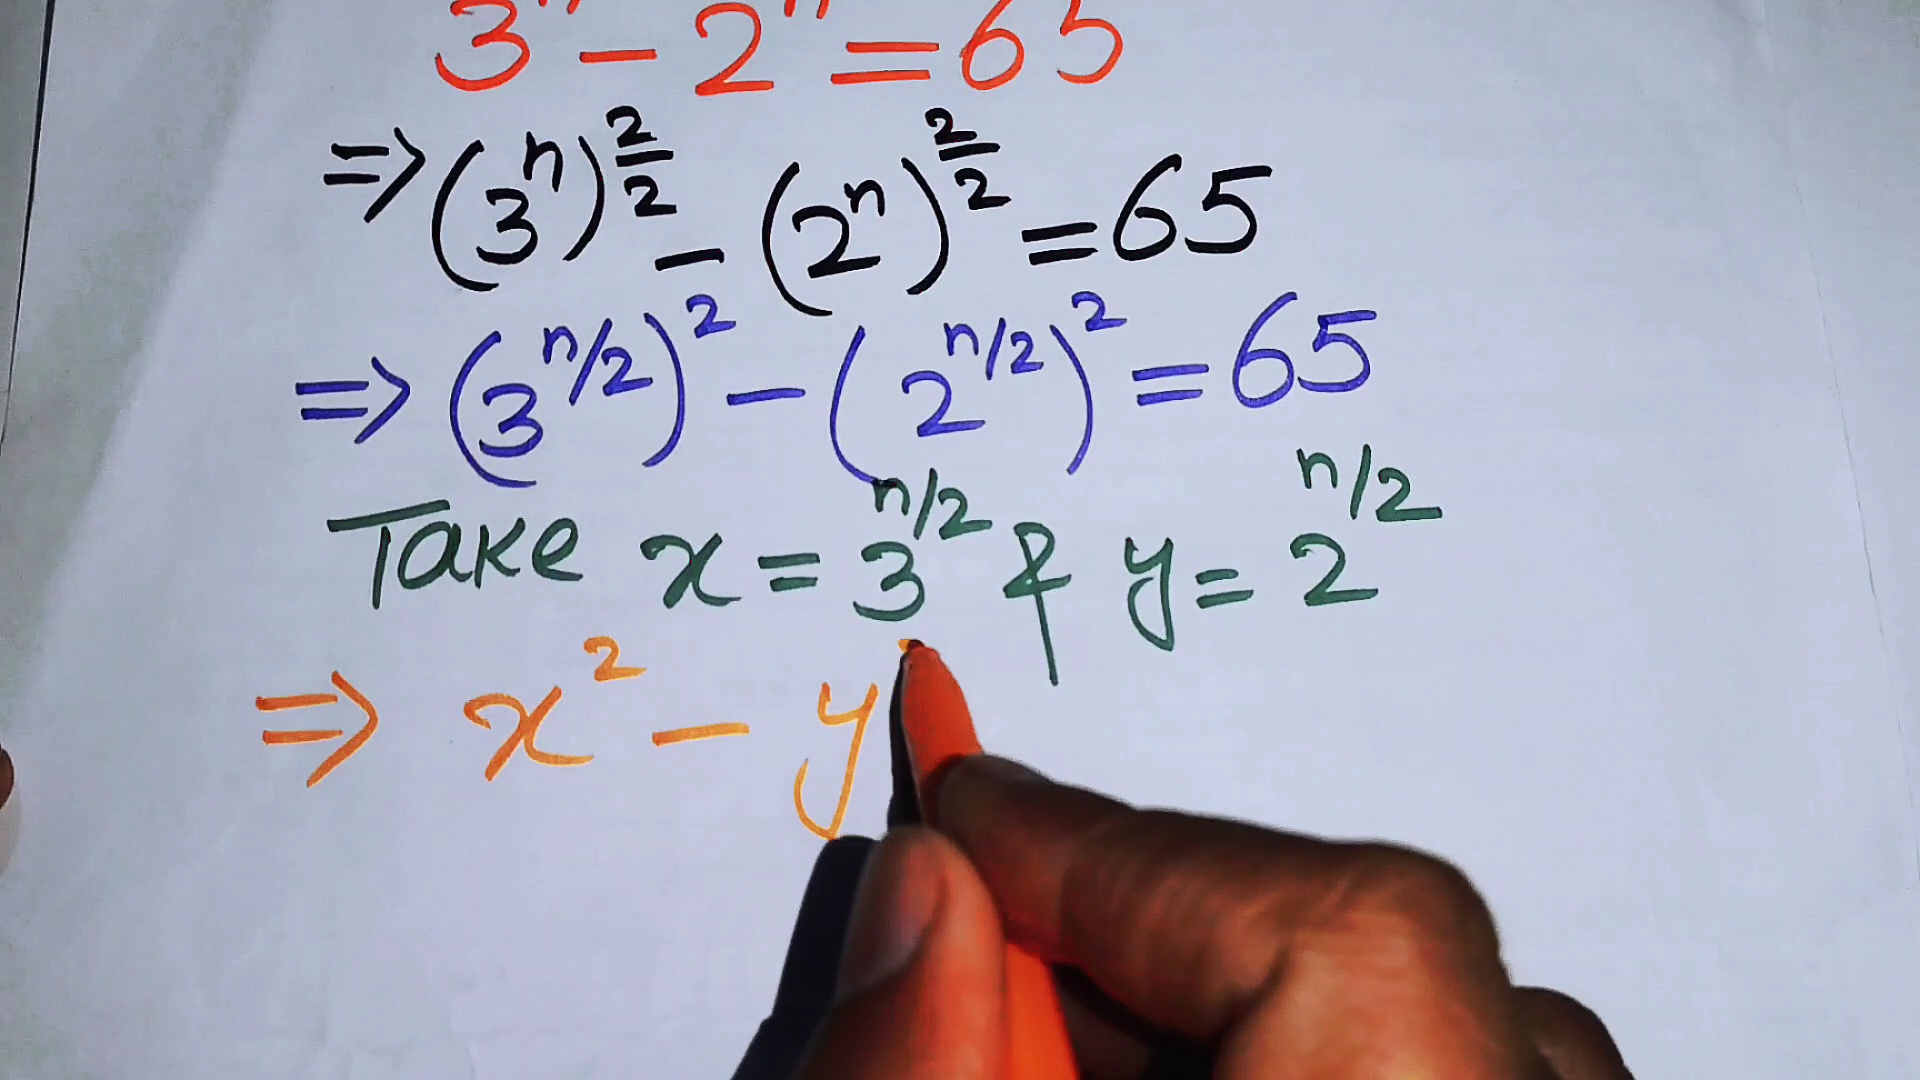 3ⁿ - 2ⁿ = 65
⇒ (3ⁿ)^(2/2) - (2ⁿ)^(2/2) = 65
⇒ (3^(n/2))² - (2^(n/2))² = 65
Take x = 3^(n/2) & y = 2^(n/2)
⇒ x² - y